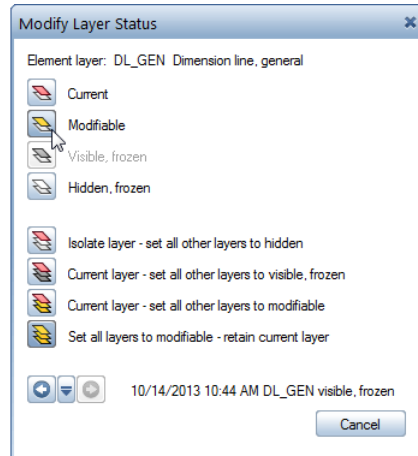 Modify Layer Status
Element layer: DL_GEN Dimension line, general
Current
Modifiable
Visible, frozen
Hidden, frozen
Isolate layer - set all other layers to hidden
Current layer - set all other layers to visible, frozen
Current layer - set all other layers to modifiable
Set all layers to modifiable - retain current layer
10/14/2013 10:44 AM DL_GEN visible, frozen
Cancel